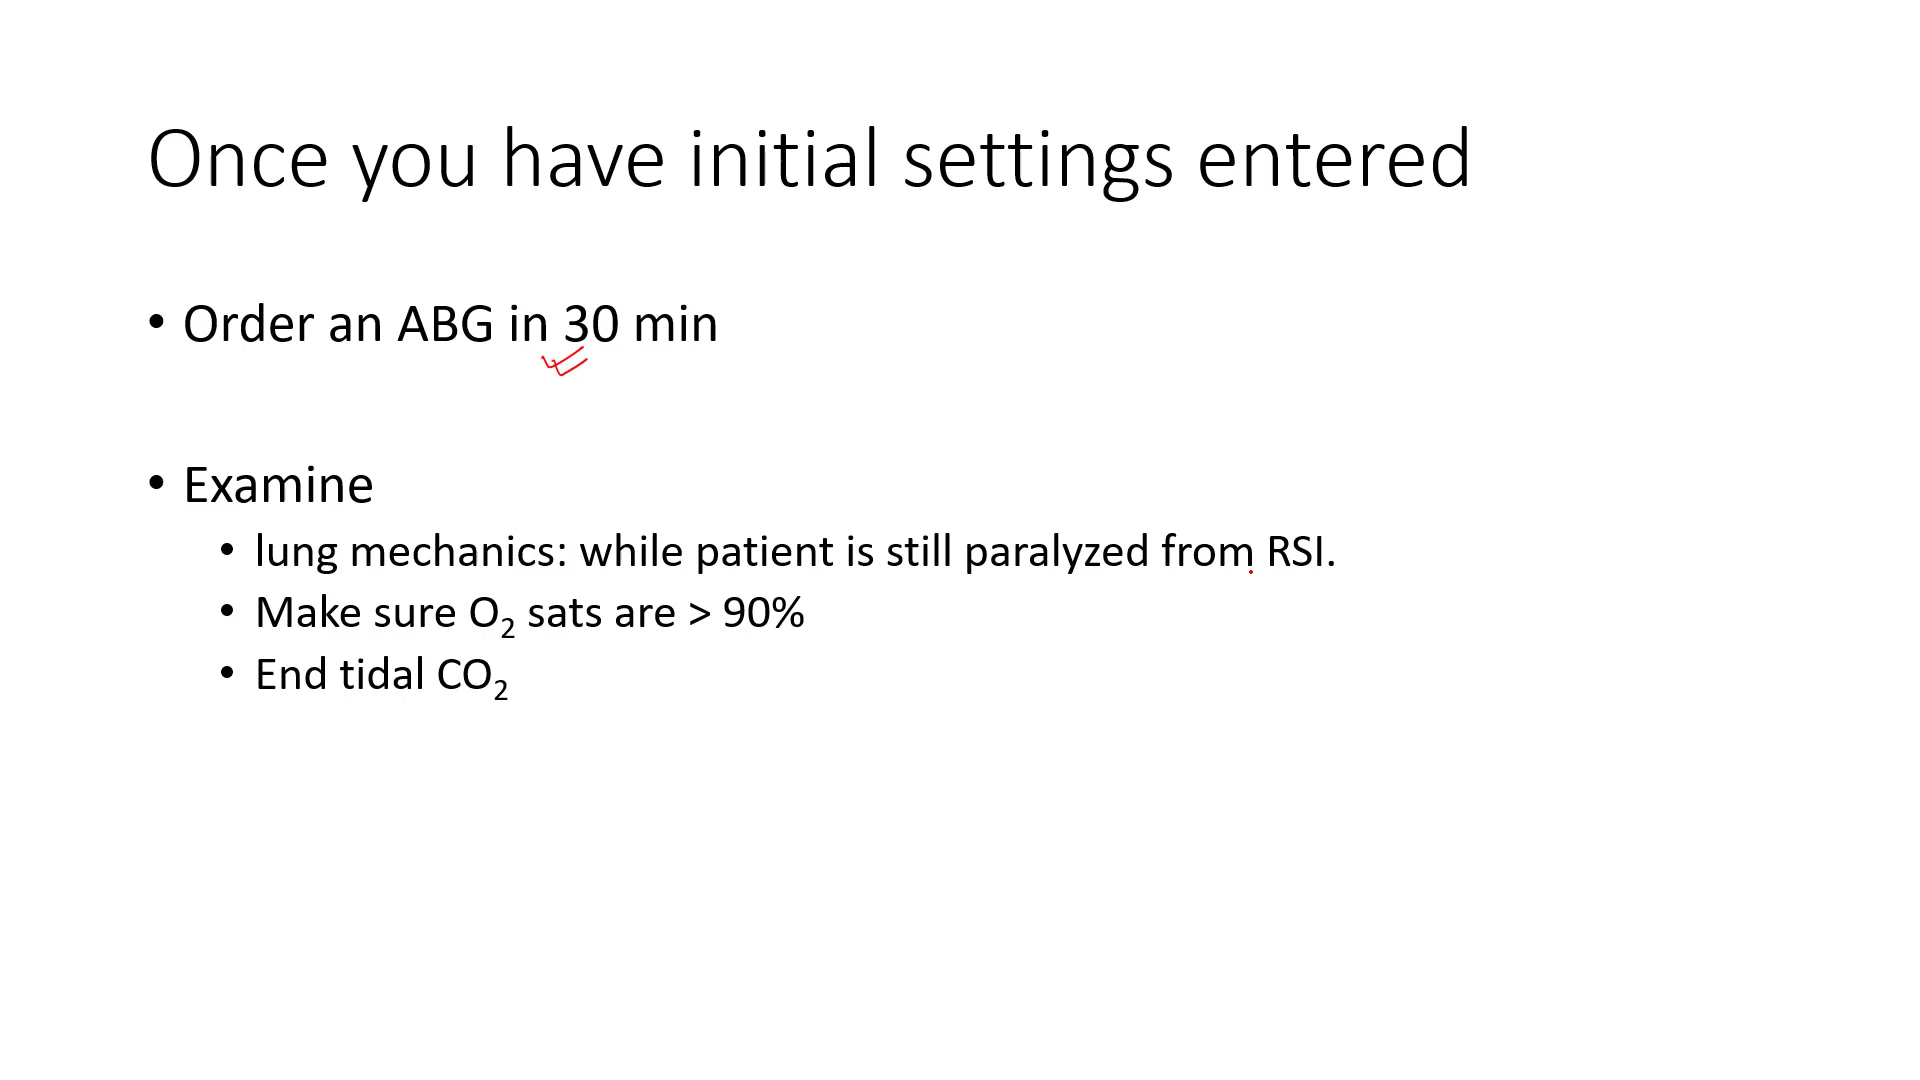 Once you have initial settings entered
• Order an ABG in 30 min
• Examine
• lung mechanics: while patient is still paralyzed from RSI.
• Make sure O₂ sats are > 90%
• End tidal CO₂